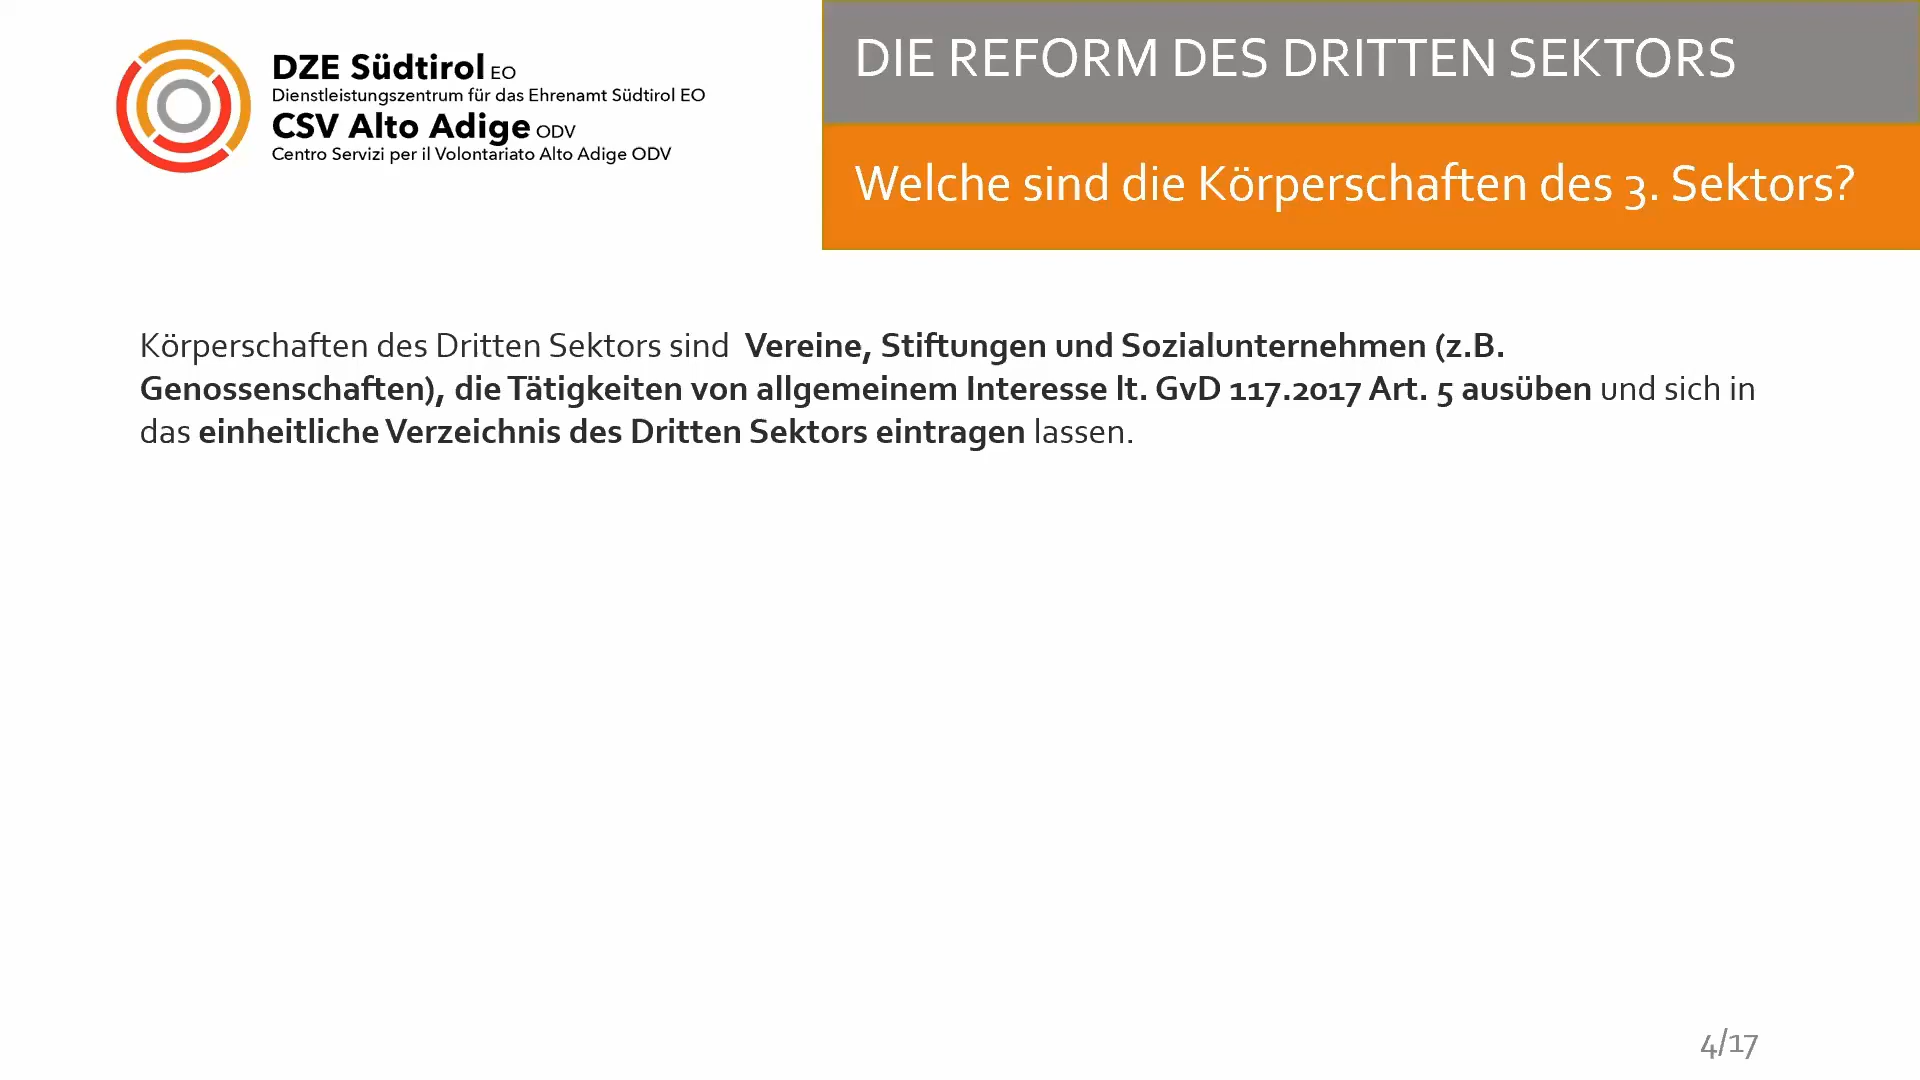 DZE Südtirol EO
Dienstleistungszentrum für das Ehrenamt Südtirol EO
CSV Alto Adige ODV
Centro Servizi per il Volontariato Alto Adige ODV
DIE REFORM DES DRITTEN SEKTORS
Welche sind die Körperschaften des 3. Sektors?
Körperschaften des Dritten Sektors sind Vereine, Stiftungen und Sozialunternehmen (z.B.
Genossenschaften), die Tätigkeiten von allgemeinem Interesse lt. GvD 117.2017 Art. 5 ausüben und sich in
das einheitliche Verzeichnis des Dritten Sektors eintragen lassen.
4/17